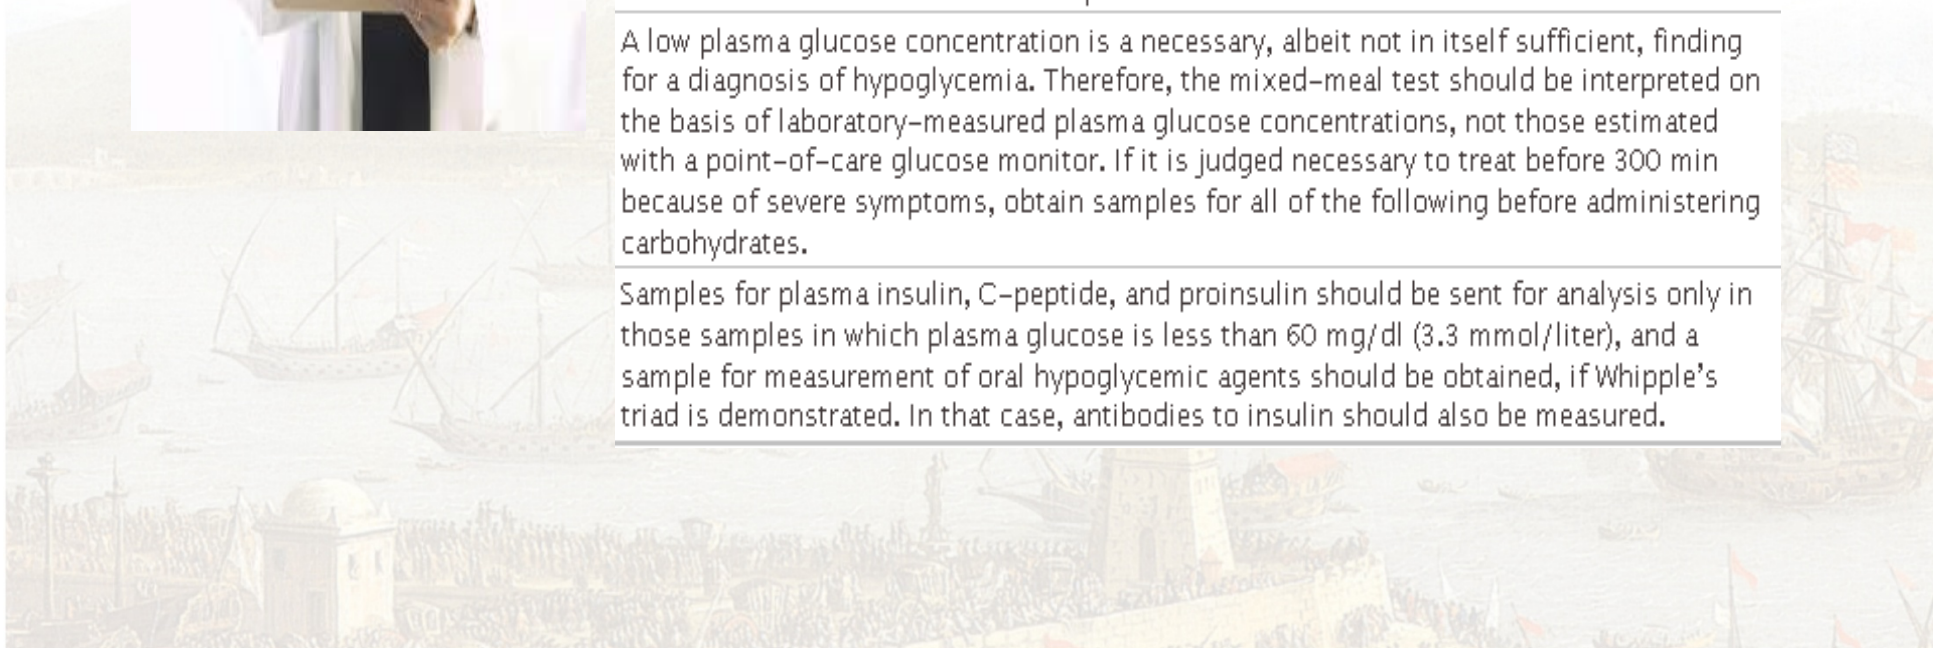 A low plasma glucose concentration is a necessary, albeit not in itself sufficient, finding
for a diagnosis of hypoglycemia. Therefore, the mixed-meal test should be interpreted on
the basis of laboratory-measured plasma glucose concentrations, not those estimated
with a point-of-care glucose monitor. If it is judged necessary to treat before 300 min
because of severe symptoms, obtain samples for all of the following before administering
carbohydrates.
Samples for plasma insulin, C-peptide, and proinsulin should be sent for analysis only in
those samples in which plasma glucose is less than 60 mg/dl (3.3 mmol/liter), and a
sample for measurement of oral hypoglycemic agents should be obtained, if Whipple's
triad is demonstrated. In that case, antibodies to insulin should also be measured.